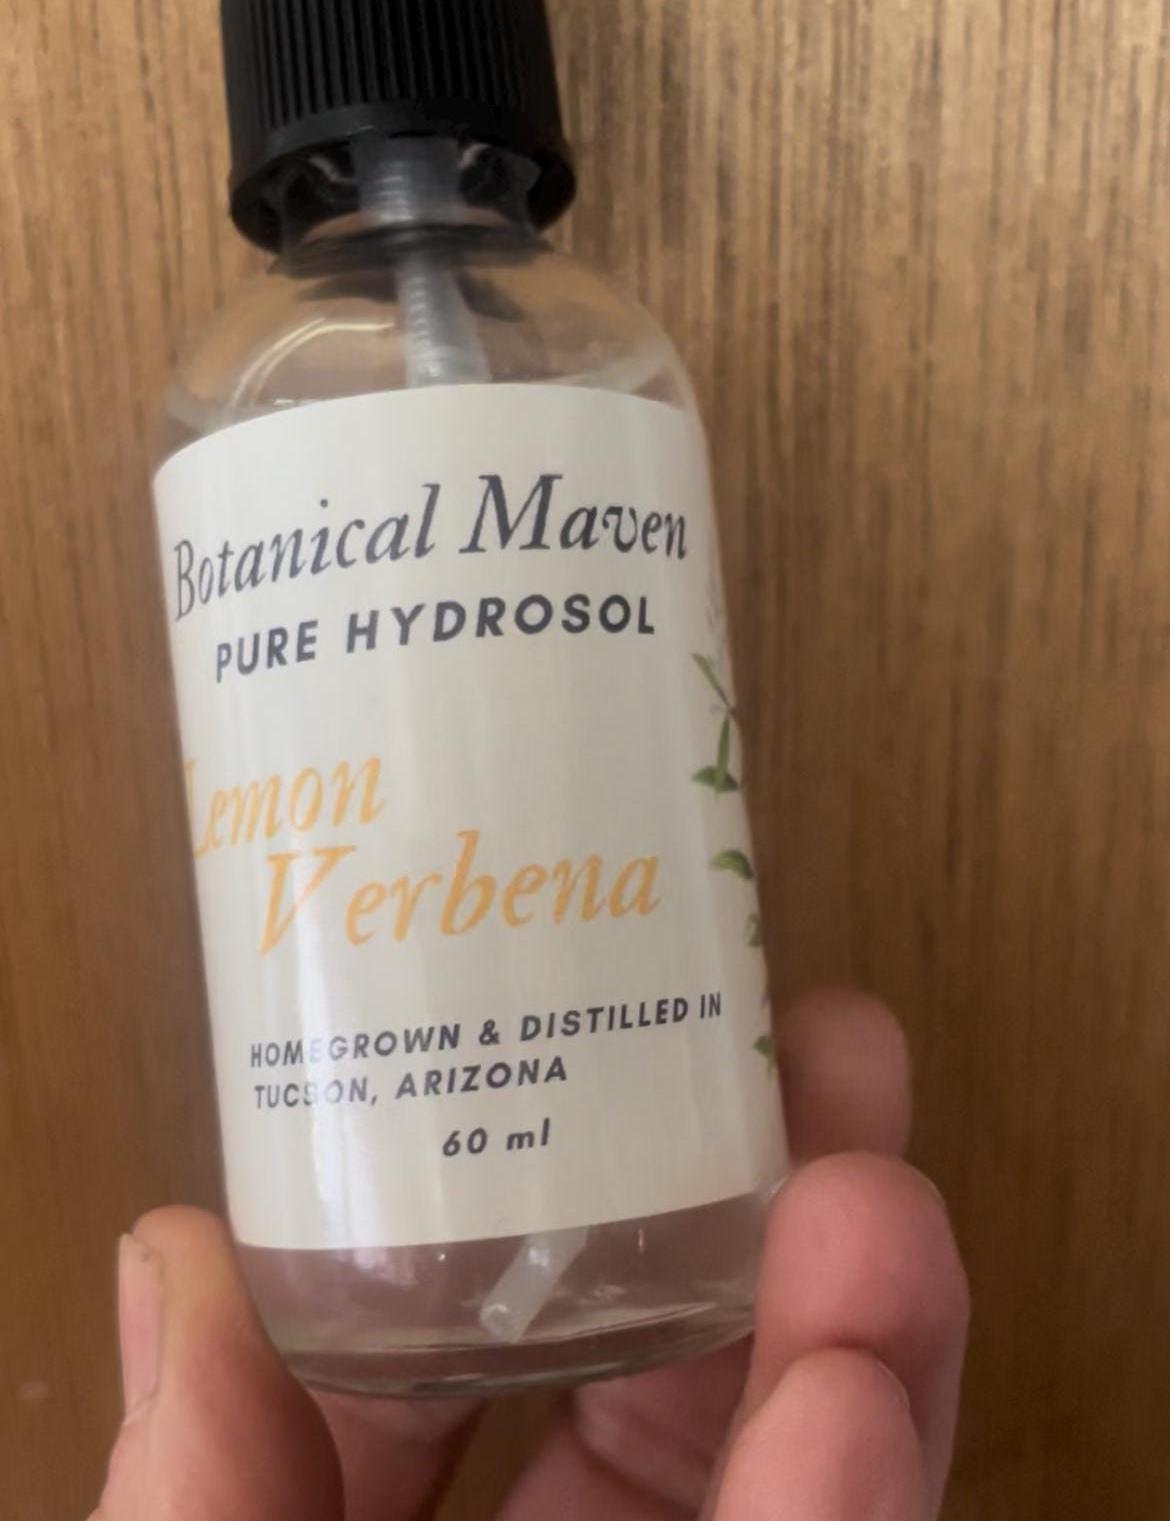 Botanical Maven
PURE HYDROSOL
Lemon
Verbena
HOMEGROWN & DISTILLED IN
TUCSON, ARIZONA
60 ml